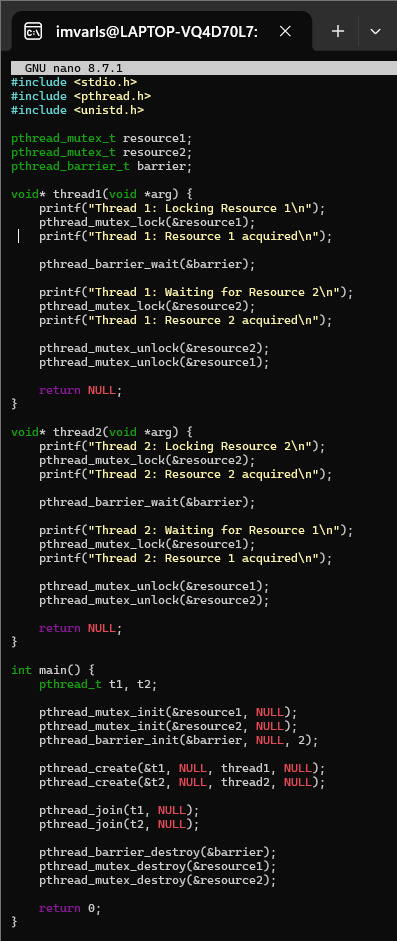 imvarls@LAPTOP-VQ4D70L7:
GNU nano 8.7.1
#include <stdio.h>
#include <pthread.h>
#include <unistd.h>
pthread_mutex_t resource1;
pthread_mutex_t resource2;
pthread_barrier_t barrier;
void* thread1(void *arg) {
    printf("Thread 1: Locking Resource 1\n");
    pthread_mutex_lock(&resource1);
    printf("Thread 1: Resource 1 acquired\n");
    pthread_barrier_wait(&barrier);
    printf("Thread 1: Waiting for Resource 2\n");
    pthread_mutex_lock(&resource2);
    printf("Thread 1: Resource 2 acquired\n");
    pthread_mutex_unlock(&resource2);
    pthread_mutex_unlock(&resource1);
    return NULL;
}
void* thread2(void *arg) {
    printf("Thread 2: Locking Resource 2\n");
    pthread_mutex_lock(&resource2);
    printf("Thread 2: Resource 2 acquired\n");
    pthread_barrier_wait(&barrier);
    printf("Thread 2: Waiting for Resource 1\n");
    pthread_mutex_lock(&resource1);
    printf("Thread 2: Resource 1 acquired\n");
    pthread_mutex_unlock(&resource1);
    pthread_mutex_unlock(&resource2);
    return NULL;
}
int main() {
    pthread_t t1, t2;
    pthread_mutex_init(&resource1, NULL);
    pthread_mutex_init(&resource2, NULL);
    pthread_barrier_init(&barrier, NULL, 2);
    pthread_create(&t1, NULL, thread1, NULL);
    pthread_create(&t2, NULL, thread2, NULL);
    pthread_join(t1, NULL);
    pthread_join(t2, NULL);
    pthread_barrier_destroy(&barrier);
    pthread_mutex_destroy(&resource1);
    pthread_mutex_destroy(&resource2);
    return 0;
}